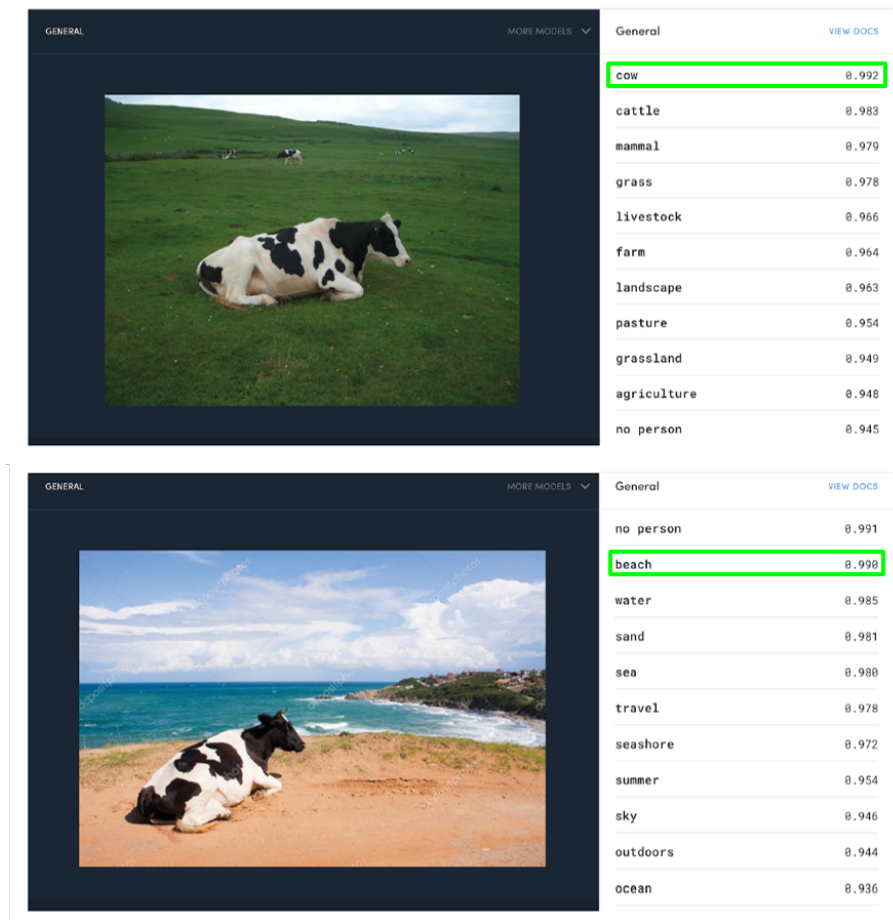 GENERAL MORE MODELS
General VIEW DOCS
cow 0.992
cattle 0.983
mammal 0.979
grass 0.978
livestock 0.966
farm 0.964
landscape 0.963
pasture 0.954
grassland 0.949
agriculture 0.948
no person 0.945
GENERAL MORE MODELS
General VIEW DOCS
no person 0.991
beach 0.990
water 0.985
sand 0.981
sea 0.980
travel 0.978
seashore 0.972
summer 0.954
sky 0.946
outdoors 0.944
ocean 0.936
depositphotos